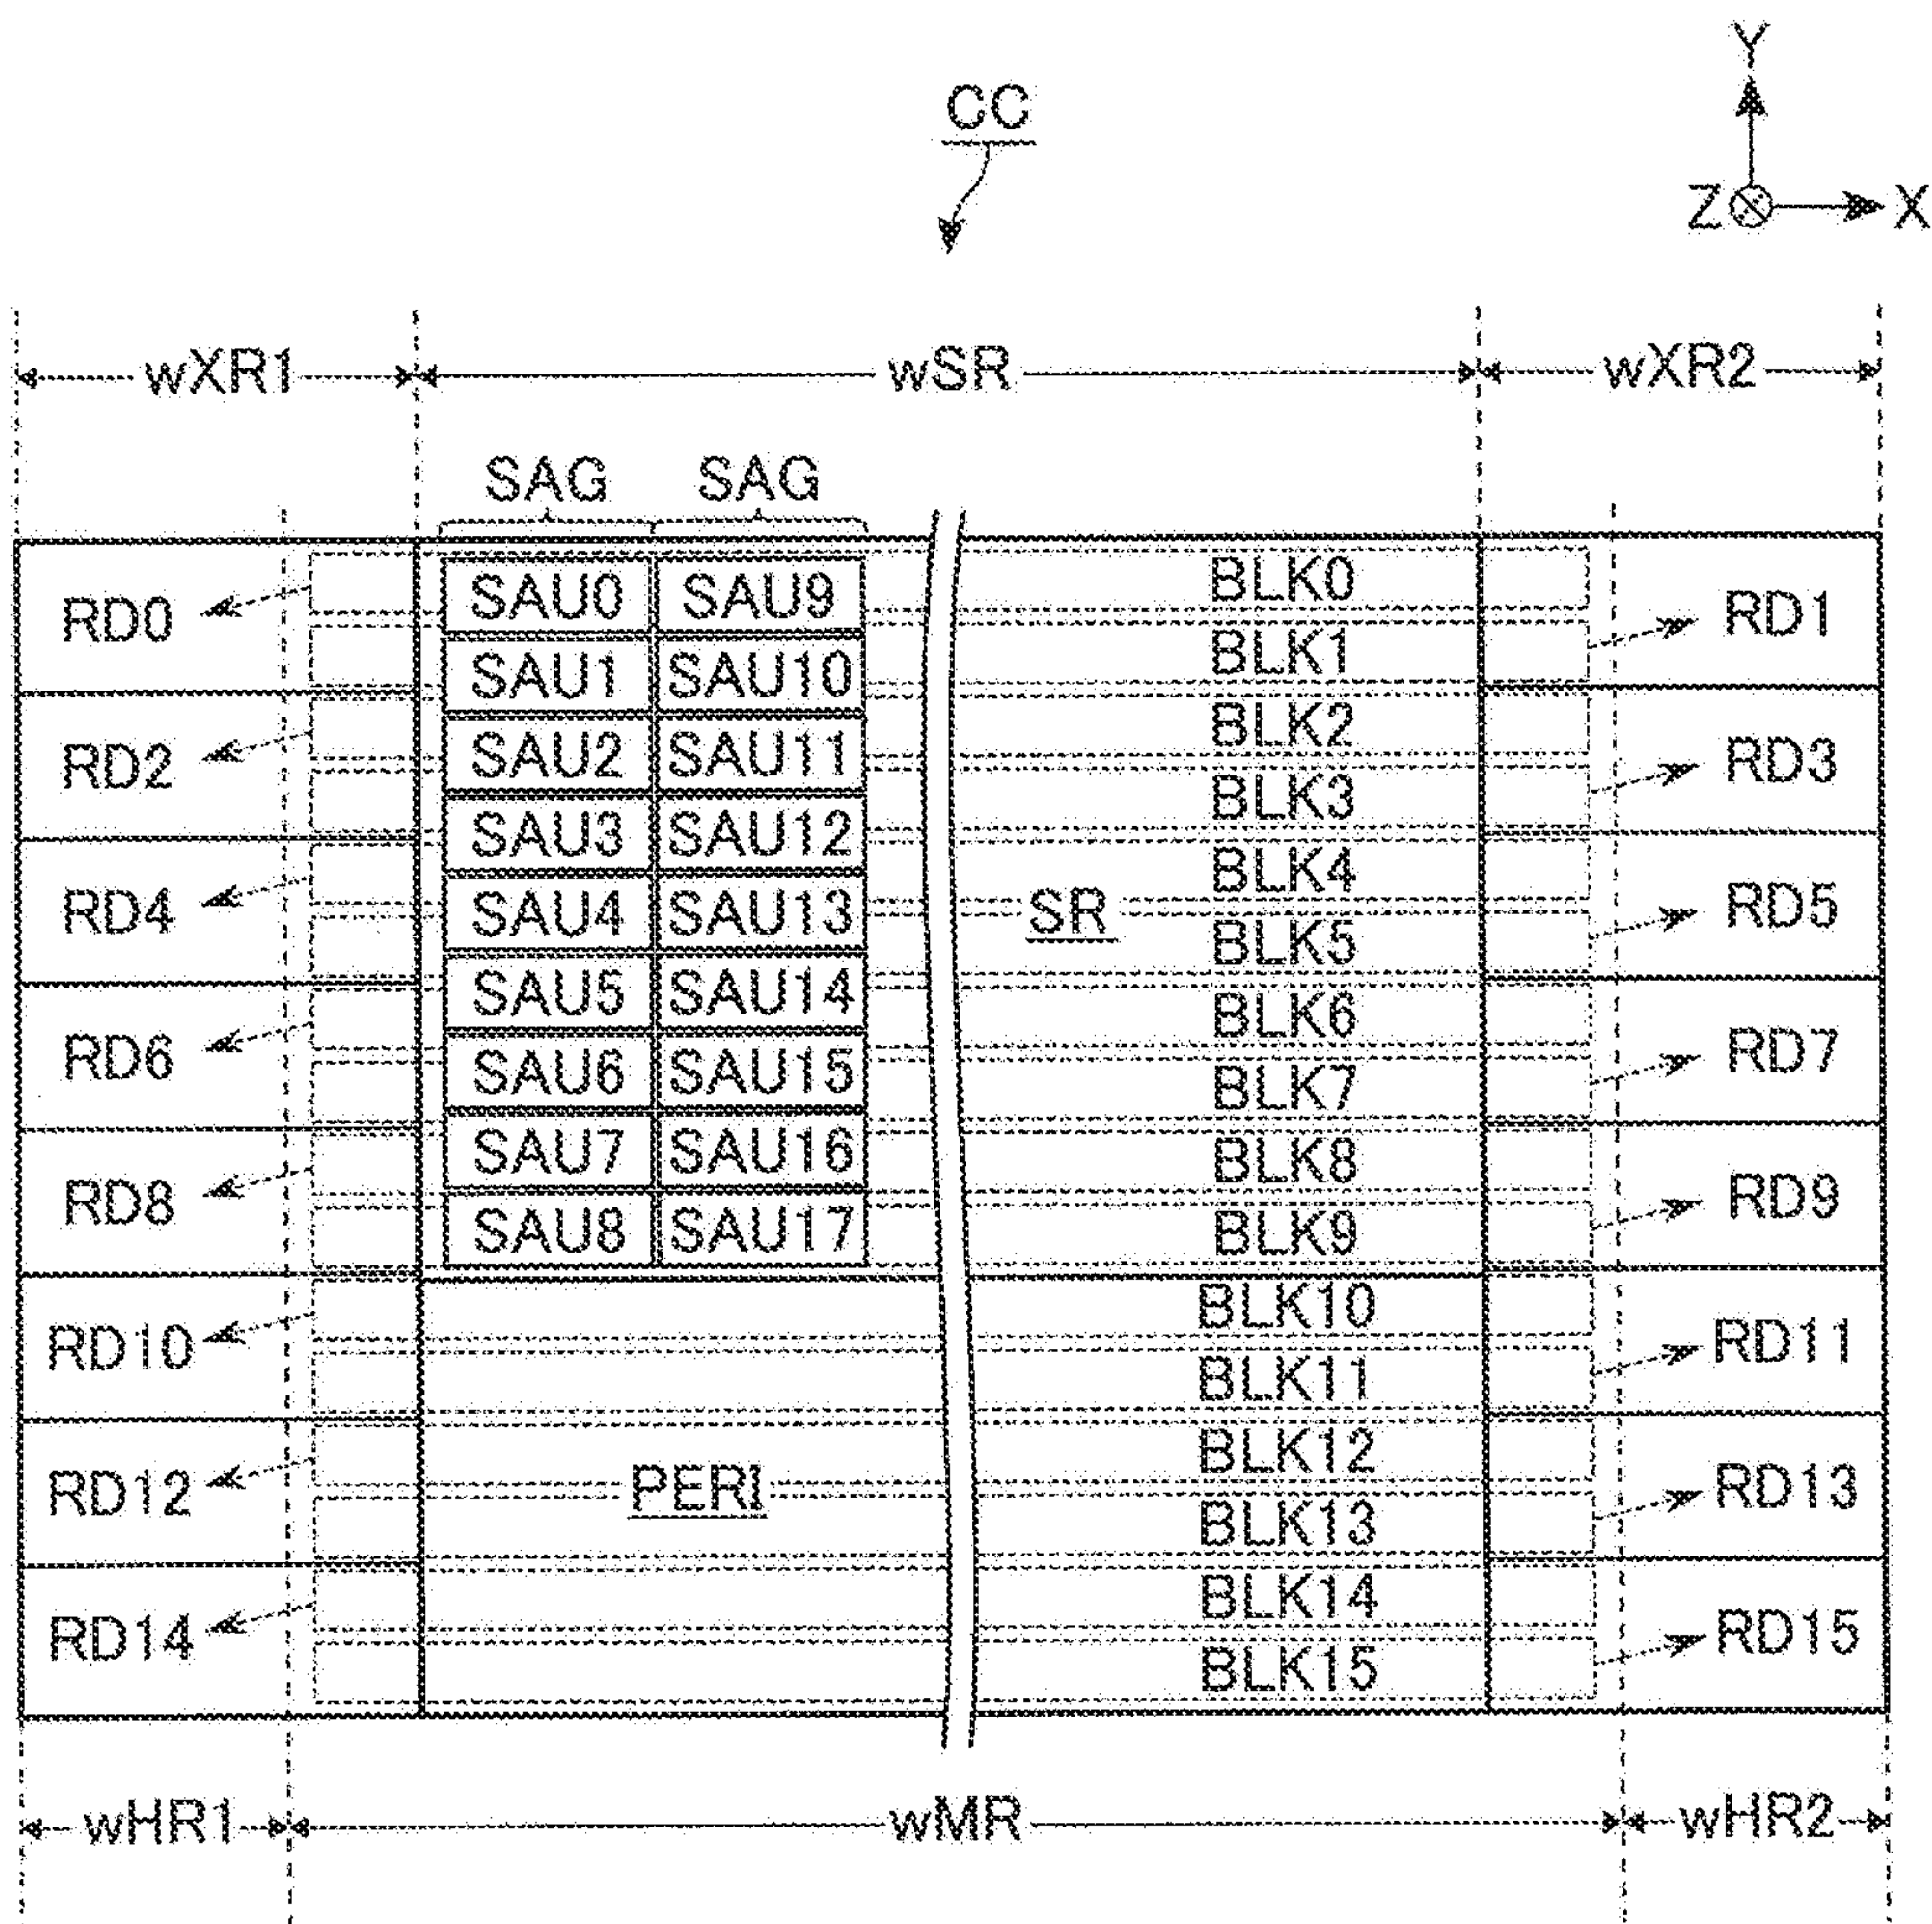 Y
CC
Z X
wXR1 wSR wXR2
SAG SAG
RD0 SAU0 SAU9 BLK0 RD1
SAU1 SAU10 BLK1
RD2 SAU2 SAU11 BLK2 RD3
SAU3 SAU12 BLK3
RD4 SAU4 SAU13 SR BLK4 RD5
SAU5 SAU14 BLK5
RD6 SAU6 SAU15 BLK6 RD7
BLK7
RD8 SAU7 SAU16 BLK8 RD9
SAU8 SAU17 BLK9
RD10 BLK10 RD11
BLK11
RD12 PERI BLK12 RD13
BLK13
RD14 BLK14 RD15
BLK15
wHR1 wMR wHR2